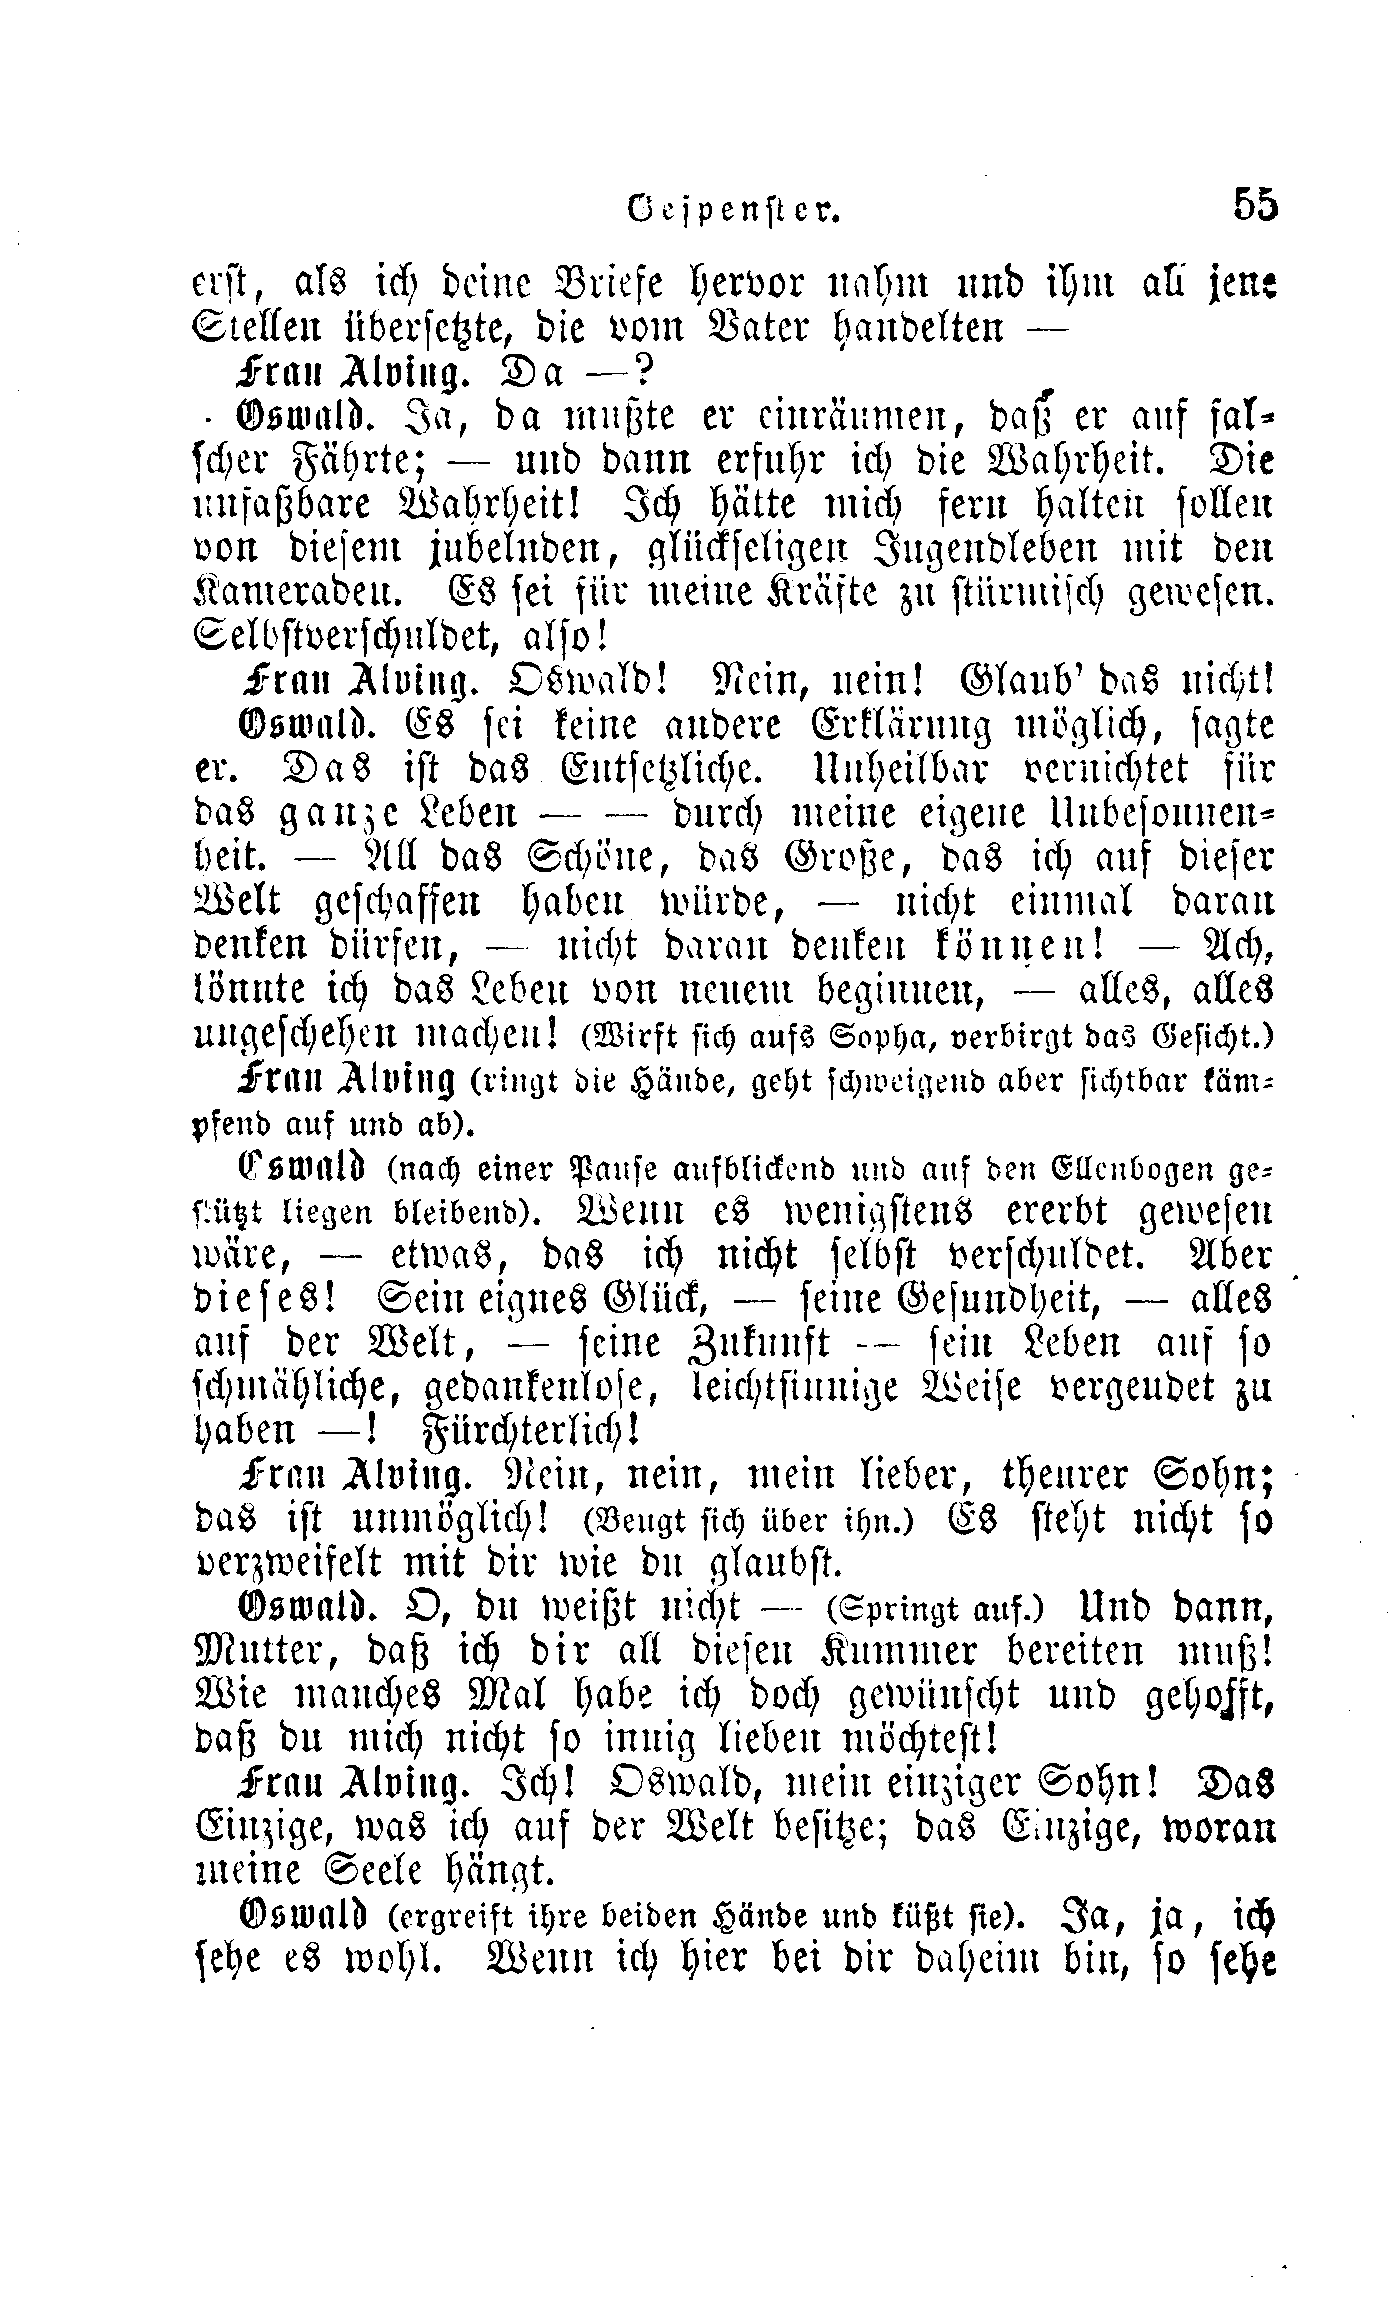 Gespenster. 55
erst, als ich deine Briefe hervor nahm und ihm all jene
Stellen übersetzte, die vom Vater handelten —
Frau Alving. Da —?
Oswald. Ja, da mußte er einräumen, daß er auf fal-
scher Fährte; — und dann erfuhr ich die Wahrheit. Die
unfaßbare Wahrheit! Ich hätte mich fern halten sollen
von diesem jubelnden, glückseligen Jugendleben mit den
Kameraden. Es sei für meine Kräfte zu stürmisch gewesen.
Selbstverschuldet, also!
Frau Alving. Oswald! Nein, nein! Glaub' das nicht!
Oswald. Es sei keine andere Erklärung möglich, sagte
er. Das ist das Entsetzliche. Unheilbar vernichtet für
das ganze Leben — — durch meine eigene Unbesonnen-
heit. — All das Schöne, das Große, das ich auf dieser
Welt geschaffen haben würde, — nicht einmal daran
denken dürfen, — nicht daran denken können! — Ach,
könnte ich das Leben von neuem beginnen, — alles, alles
ungeschehen machen! (Wirft sich aufs Sopha, verbirgt das Gesicht.)
Frau Alving (ringt die Hände, geht schweigend aber sichtbar käm-
pfend auf und ab).
Oswald (nach einer Pause aufblickend und auf den Ellenbogen ge-
stützt liegen bleibend). Wenn es wenigstens ererbt gewesen
wäre, — etwas, das ich nicht selbst verschuldet. Aber
dieses! Sein eignes Glück, — seine Gesundheit, — alles
auf der Welt, — seine Zukunft — sein Leben auf so
schmähliche, gedankenlose, leichtsinnige Weise vergeudet zu
haben —! Fürchterlich!
Frau Alving. Nein, nein, mein lieber, theurer Sohn;
das ist unmöglich! (Beugt sich über ihn.) Es steht nicht so
verzweifelt mit dir wie du glaubst.
Oswald. O, du weißt nicht — (Springt auf.) Und dann,
Mutter, daß ich dir all diesen Kummer bereiten muß!
Wie manches Mal habe ich doch gewünscht und gehofft,
daß du mich nicht so innig lieben möchtest!
Frau Alving. Ich! Oswald, mein einziger Sohn! Das
Einzige, was ich auf der Welt besitze; das Einzige, woran
meine Seele hängt.
Oswald (ergreift ihre beiden Hände und küßt sie). Ja, ja, ich
sehe es wohl. Wenn ich hier bei dir daheim bin, so sehe